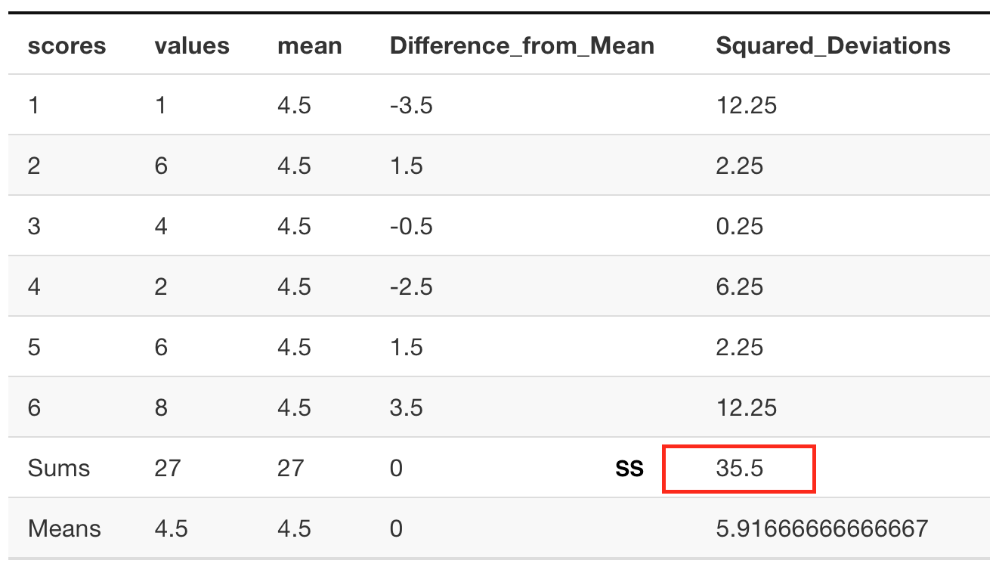 scores values mean Difference_from_Mean Squared_Deviations
1 1 4.5 -3.5 12.25
2 6 4.5 1.5 2.25
3 4 4.5 -0.5 0.25
4 2 4.5 -2.5 6.25
5 6 4.5 1.5 2.25
6 8 4.5 3.5 12.25
Sums 27 27 0 SS 35.5
Means 4.5 4.5 0 5.91666666666667